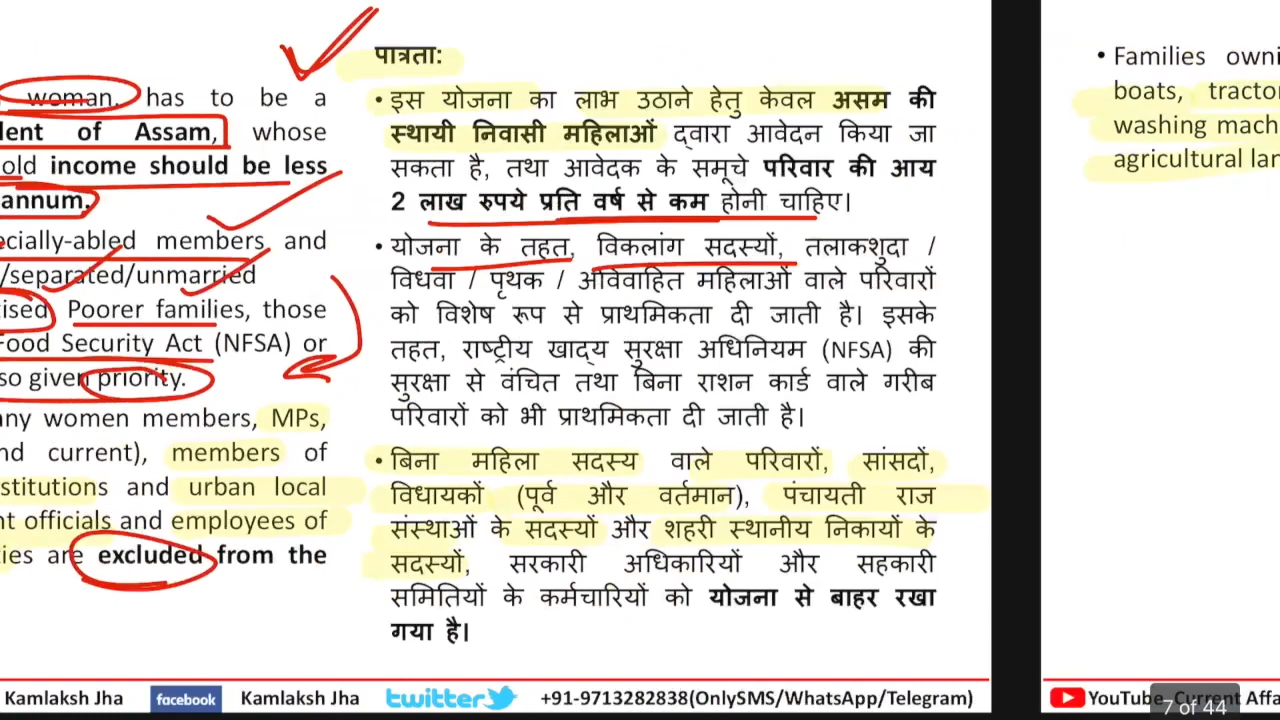 woman, has to be a
dent of Assam, whose
old income should be less
annum.
ecially-abled members and
/separated/unmarried
tised Poorer families, those
Food Security Act (NFSA) or
so given priority.
any women members, MPs,
nd current), members of
stitutions and urban local
nt officials and employees of
ties are excluded from the
पात्रता:
• इस योजना का लाभ उठाने हेतु केवल असम की
स्थायी निवासी महिलाओं द्वारा आवेदन किया जा
सकता है, तथा आवेदक के समूचे परिवार की आय
2 लाख रुपये प्रति वर्ष से कम होनी चाहिए।
• योजना के तहत, विकलांग सदस्यों, तलाकशुदा /
विधवा / पृथक / अविवाहित महिलाओं वाले परिवारों
को विशेष रूप से प्राथमिकता दी जाती है। इसके
तहत, राष्ट्रीय खाद्य सुरक्षा अधिनियम (NFSA) की
सुरक्षा से वंचित तथा बिना राशन कार्ड वाले गरीब
परिवारों को भी प्राथमिकता दी जाती है।
• बिना महिला सदस्य वाले परिवारों, सांसदों,
विधायकों (पूर्व और वर्तमान), पंचायती राज
संस्थाओं के सदस्यों और शहरी स्थानीय निकायों के
सदस्यों, सरकारी अधिकारियों और सहकारी
समितियों के कर्मचारियों को योजना से बाहर रखा
गया है।
• Families owni
boats, tractor
washing mach
agricultural lan
Kamlaksh Jha facebook Kamlaksh Jha twitter +91-9713282838(OnlySMS/WhatsApp/Telegram)
YouTube Current Affa
7 of 44